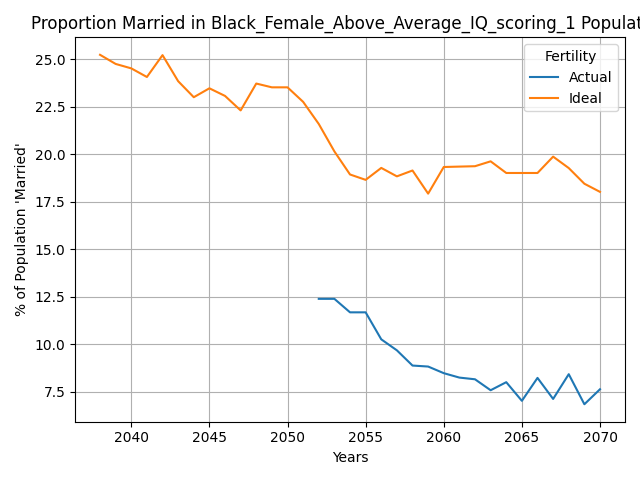 Proportion Married in Black_Female_Above_Average_IQ_scoring_1 Populat
Fertility
Actual
Ideal
% of Population 'Married'
25.0
22.5
20.0
17.5
15.0
12.5
10.0
7.5
2040 2045 2050 2055 2060 2065 2070
Years